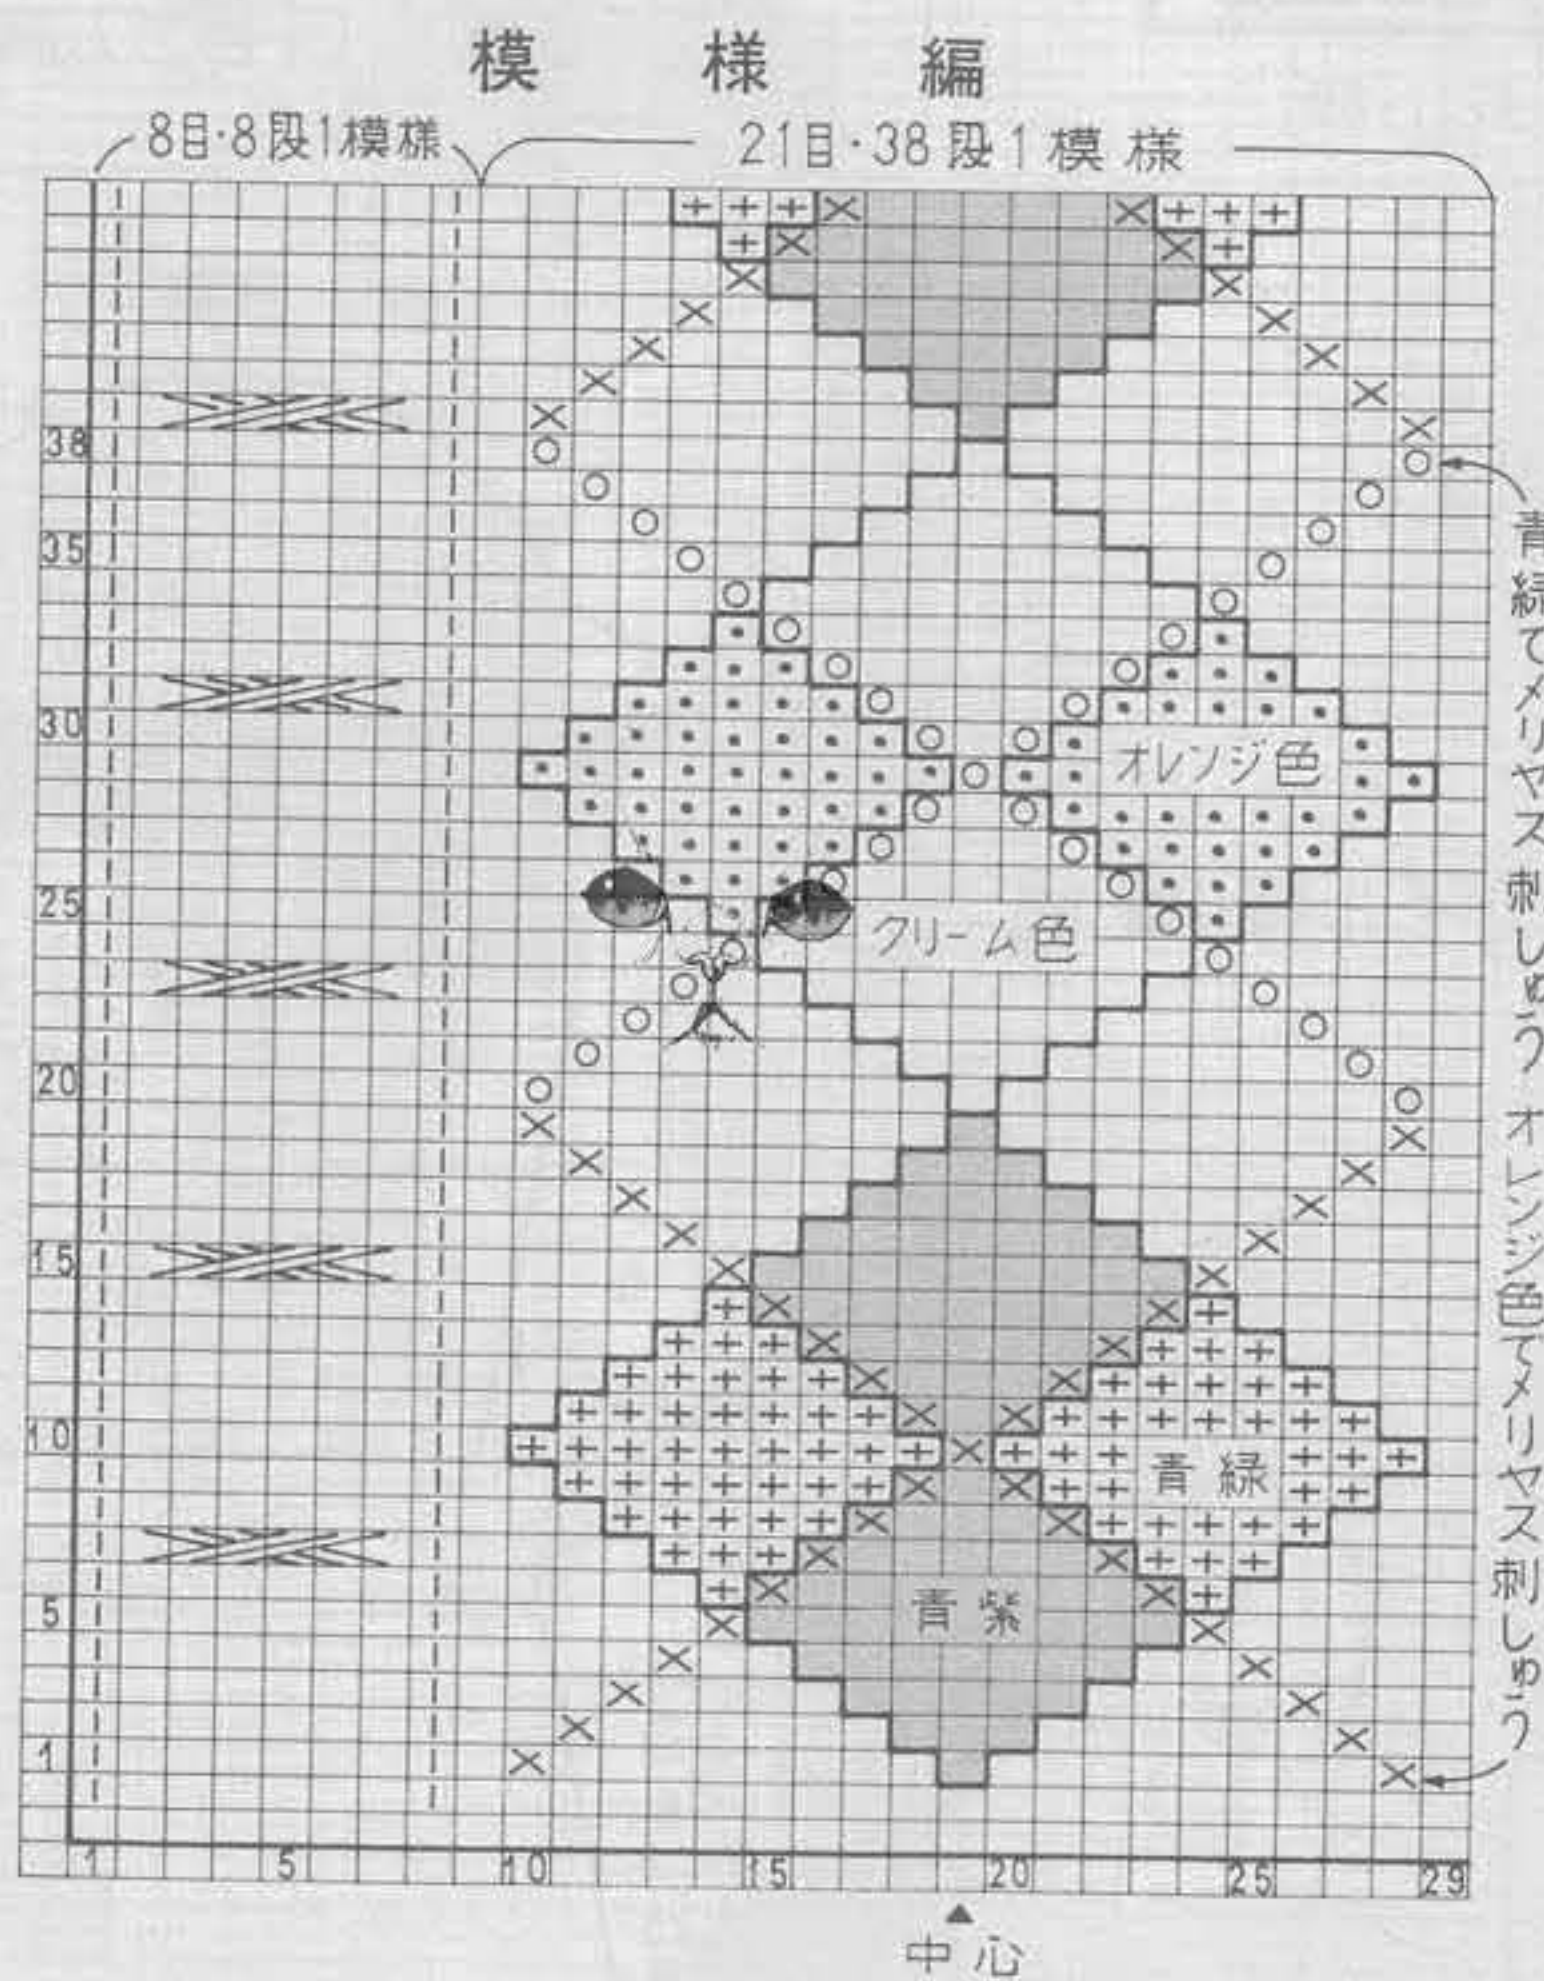 模様編
8目・8段1模様
21目・38段1模様
38
35
30
25
20
15
10
5
1
オレンジ色
クリーム色
青緑
青紫
青緑でメリヤス刺しゅう
オレンジ色でメリヤス刺しゅう
1 5 10 15 20 25 29
中心